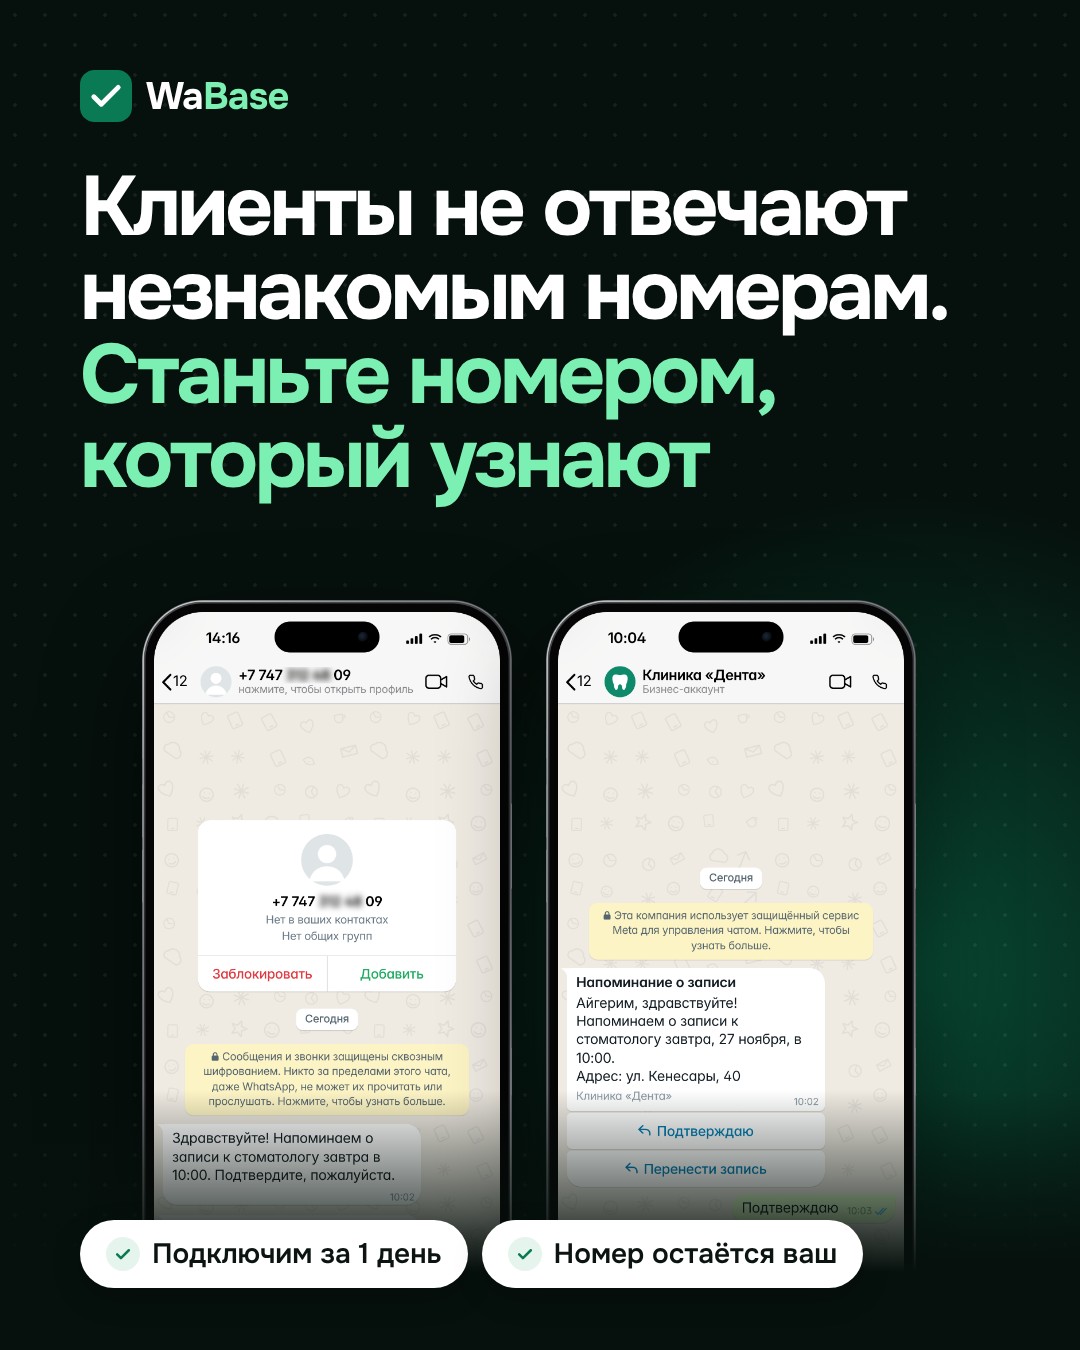 WaBase
Клиенты не отвечают
незнакомым номерам.
Станьте номером,
который узнают
14:16
12
+7 747 09
нажмите, чтобы открыть профиль
+7 747 09
Нет в ваших контактах
Нет общих групп
Заблокировать
Добавить
Сегодня
Сообщения и звонки защищены сквозным
шифрованием. Никто за пределами этого чата,
даже WhatsApp, не может их прочитать или
прослушать. Нажмите, чтобы узнать больше.
Здравствуйте! Напоминаем о
записи к стоматологу завтра в
10:00. Подтвердите, пожалуйста.
10:02
10:04
12
Клиника «Дента»
Бизнес-аккаунт
Сегодня
Эта компания использует защищённый сервис
Meta для управления чатом. Нажмите, чтобы
узнать больше.
Напоминание о записи
Айгерим, здравствуйте!
Напоминаем о записи к
стоматологу завтра, 27 ноября, в
10:00.
Адрес: ул. Кенесары, 40
Клиника «Дента»
10:02
Подтверждаю
Перенести запись
Подтверждаю 10:03
Подключим за 1 день
Номер остаётся ваш